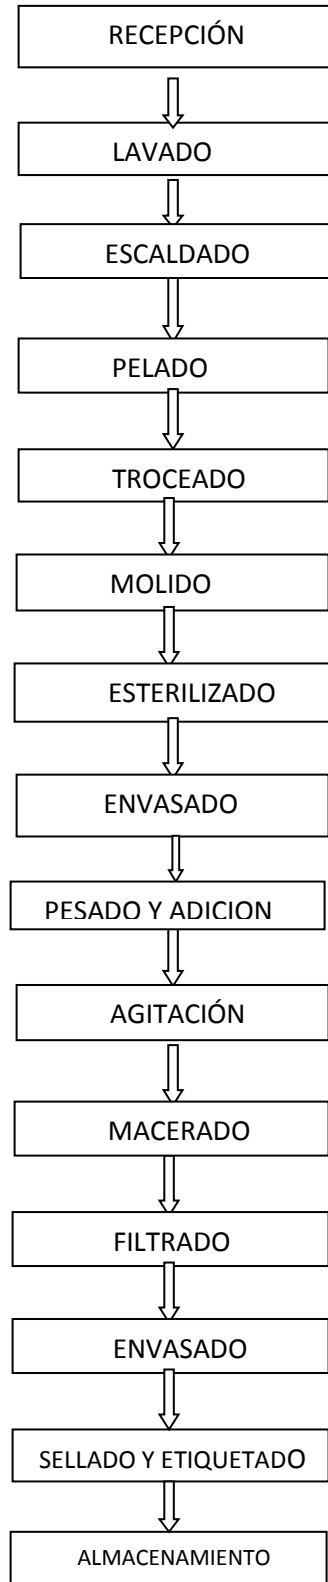 RECEPCIÓN
LAVADO
ESCALDADO
PELADO
TROCEADO
MOLIDO
ESTERILIZADO
ENVASADO
PESADO Y ADICION
AGITACIÓN
MACERADO
FILTRADO
ENVASADO
SELLADO Y ETIQUETADO
ALMACENAMIENTO